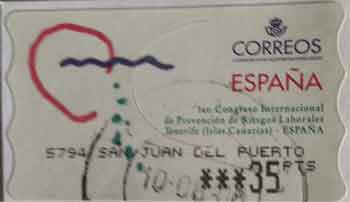 CORREOS
ESPAÑA
1er Congreso Internacional
de Prevención de Riesgos Laborales
Tenerife (Islas Canarias) - ESPAÑA
5794 SAN JUAN DEL PUERTO
***35 PTS